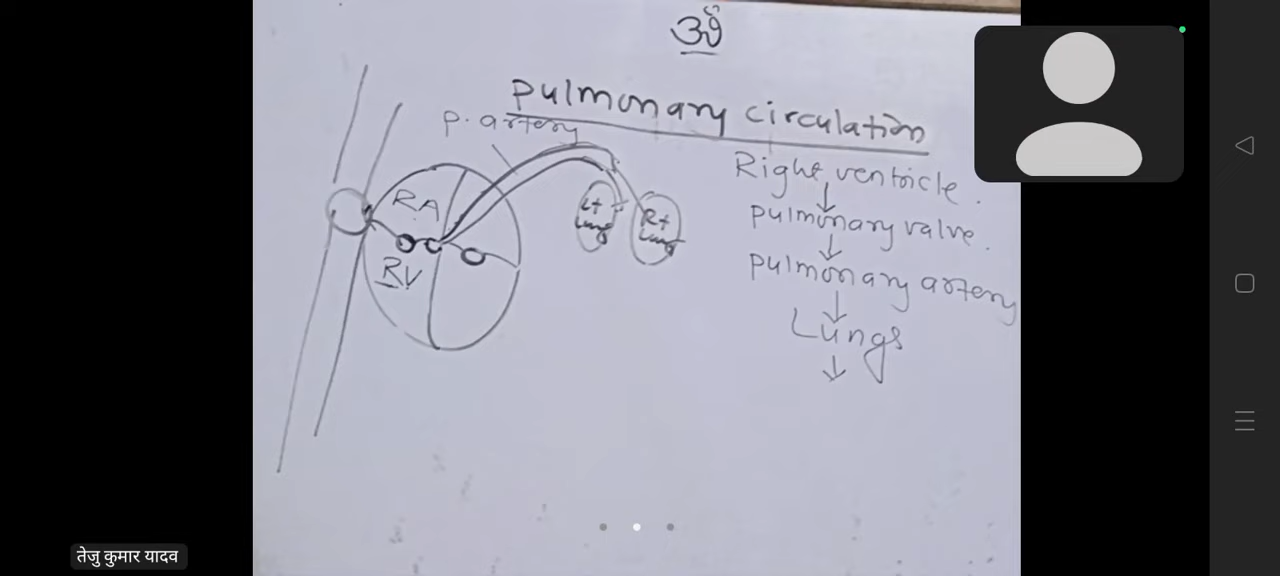 ॐ
Pulmonary circulation
P. artery
RA
RV
Lt
Lung
Rt
Lung
Right ventricle.
↓
pulmonary valve.
↓
pulmonary artery
↓
Lungs
↓
तेजु कुमार यादव